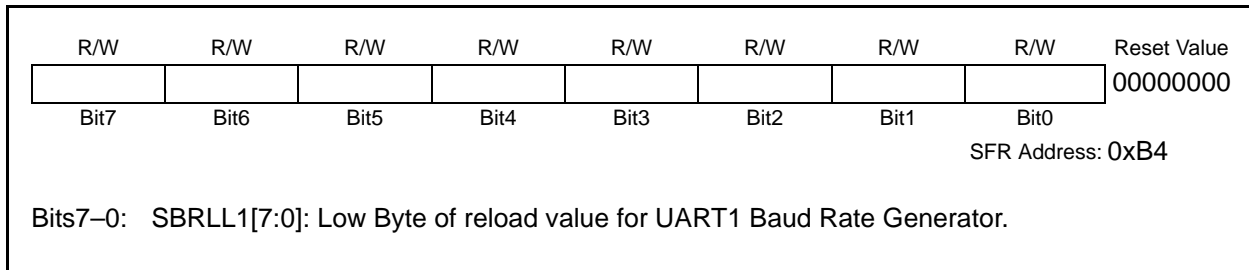 R/W R/W R/W R/W R/W R/W R/W R/W Reset Value
00000000
Bit7 Bit6 Bit5 Bit4 Bit3 Bit2 Bit1 Bit0
SFR Address: 0xB4
Bits7–0: SBRLL1[7:0]: Low Byte of reload value for UART1 Baud Rate Generator.